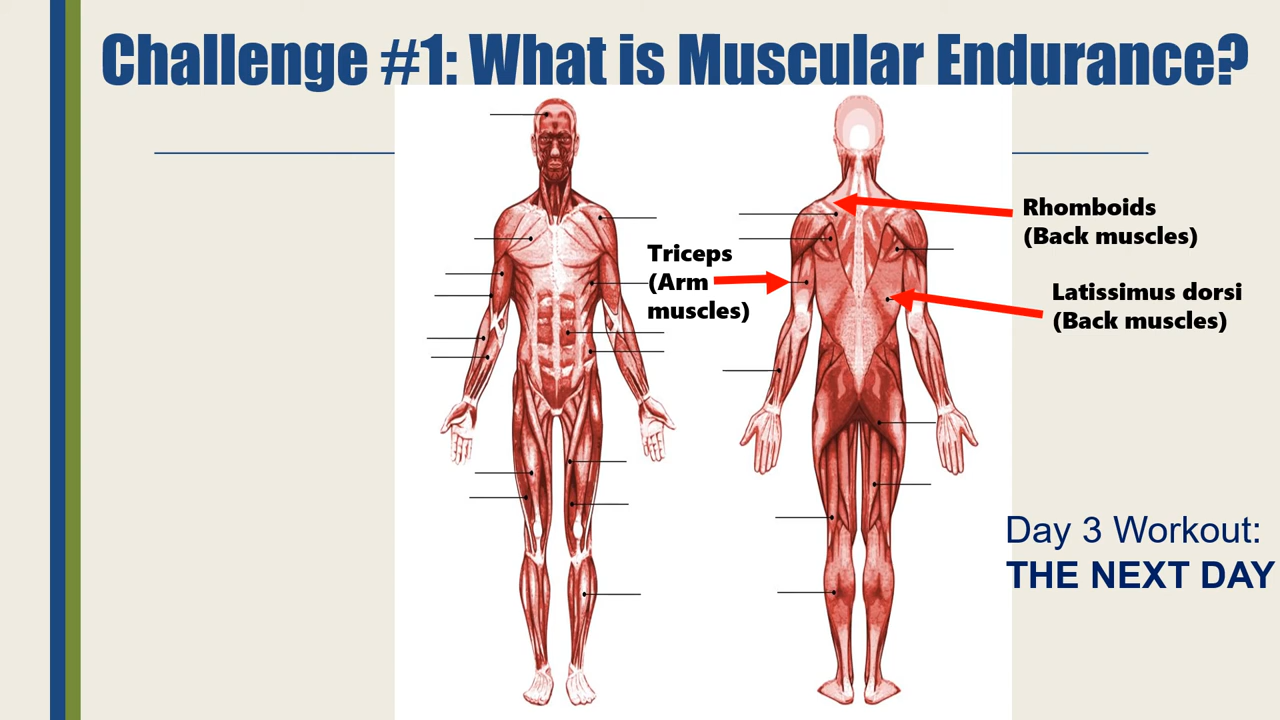 Challenge #1: What is Muscular Endurance?
Rhomboids
(Back muscles)
Triceps
(Arm
muscles)
Latissimus dorsi
(Back muscles)
Day 3 Workout:
THE NEXT DAY